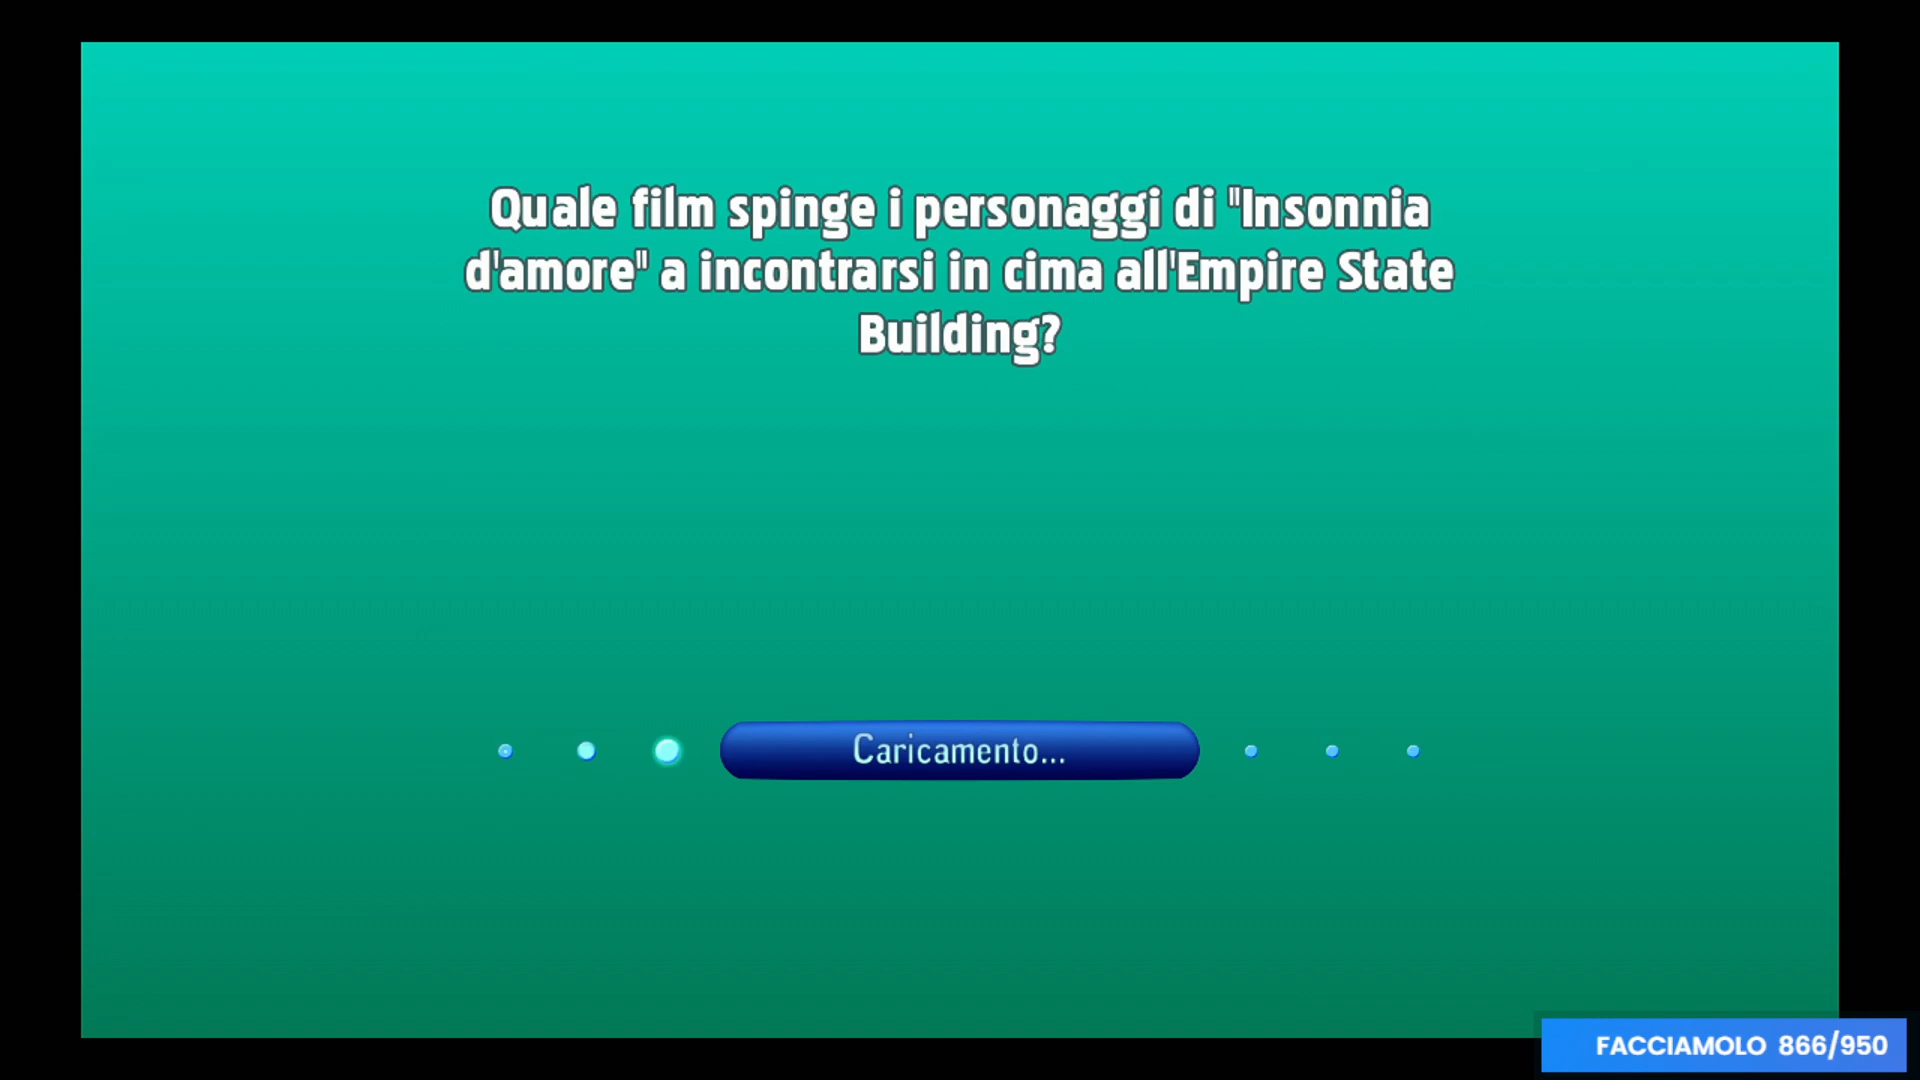 Quale film spinge i personaggi di "Insonnia
d'amore" a incontrarsi in cima all'Empire State
Building?
Caricamento...
FACCIAMOLO 866/950